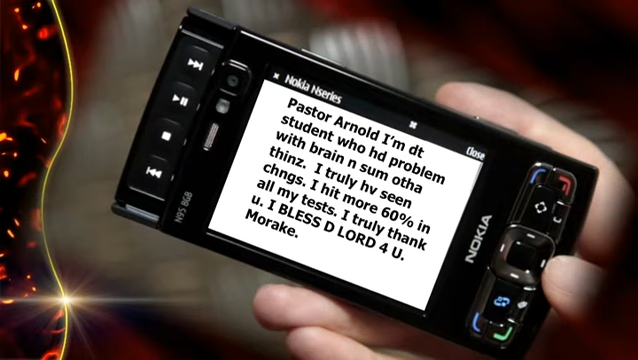 Nokia Nseries
Pastor Arnold I'm dt
student who hd problem
with brain n sum otha
thinz. I truly hv seen
chngs. I hit more 60% in
all my tests. I truly thank
u. I BLESS D LORD 4 U.
Morake.
Close
NOKIA
N95 8GB